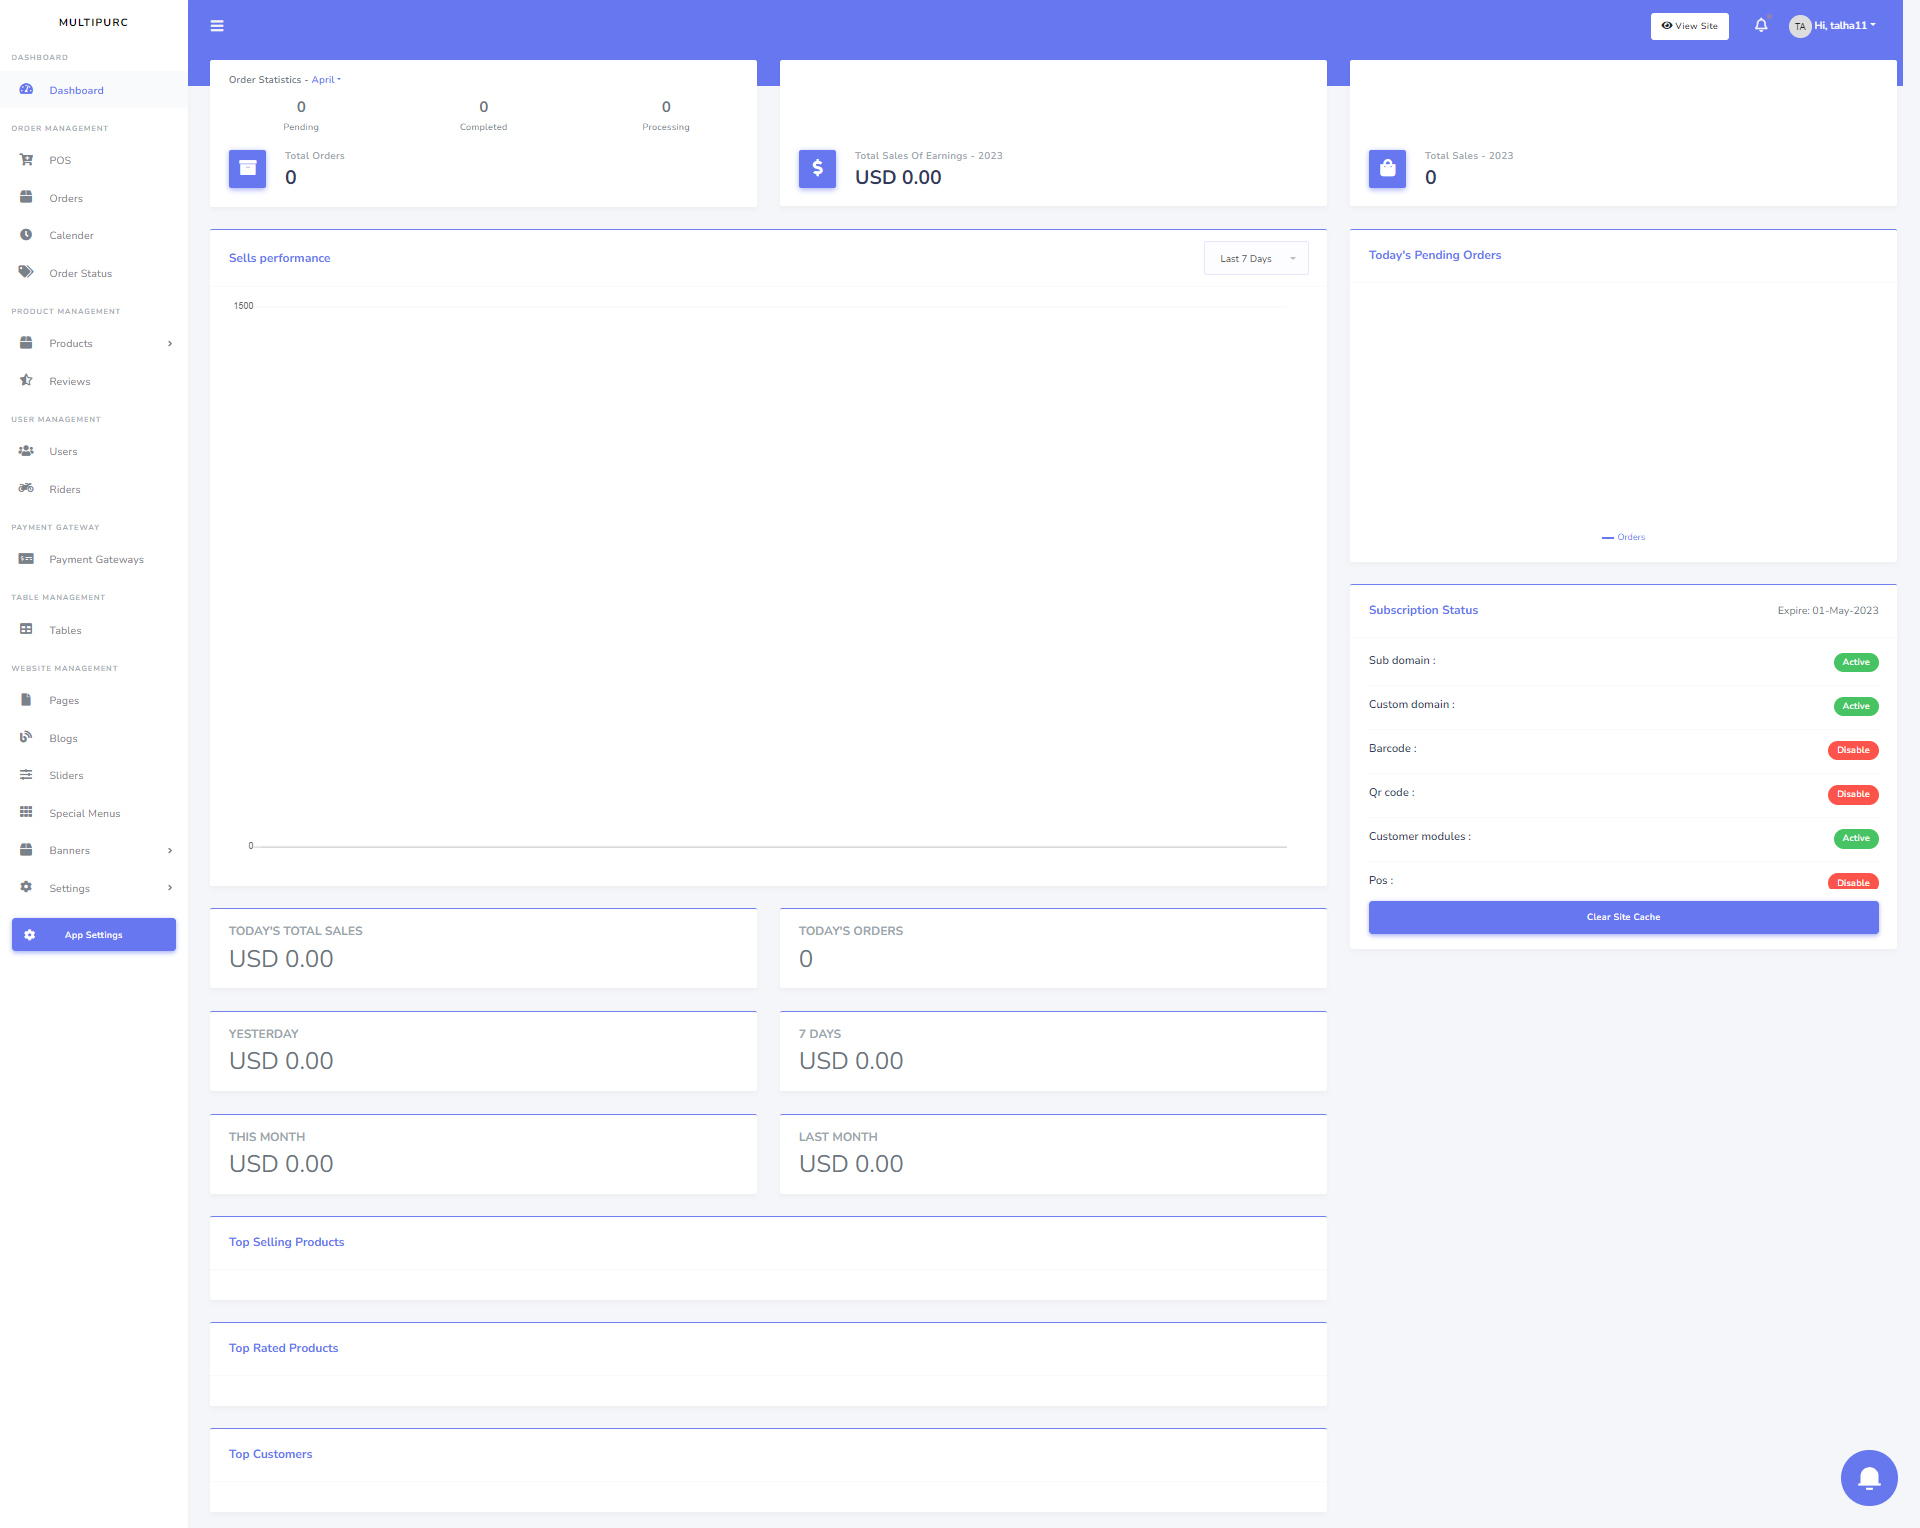 MULTIPURC
DASHBOARD
Dashboard
ORDER MANAGEMENT
POS
Orders
Calender
Order Status
PRODUCT MANAGEMENT
Products
Reviews
USER MANAGEMENT
Users
Riders
PAYMENT GATEWAY
Payment Gateways
TABLE MANAGEMENT
Tables
WEBSITE MANAGEMENT
Pages
Blogs
Sliders
Special Menus
Banners
Settings
App Settings
View Site
TA Hi, talha11
Order Statistics - April
0 0 0
Pending Completed Processing
Total Orders
0
Total Sales Of Earnings - 2023
USD 0.00
Total Sales - 2023
0
Sells performance
Last 7 Days
1500
0
Today's Pending Orders
Orders
Subscription Status Expire: 01-May-2023
Sub domain : Active
Custom domain : Active
Barcode : Disable
Qr code : Disable
Customer modules : Active
Pos : Disable
Clear Site Cache
TODAY'S TOTAL SALES
USD 0.00
TODAY'S ORDERS
0
YESTERDAY
USD 0.00
7 DAYS
USD 0.00
THIS MONTH
USD 0.00
LAST MONTH
USD 0.00
Top Selling Products
Top Rated Products
Top Customers